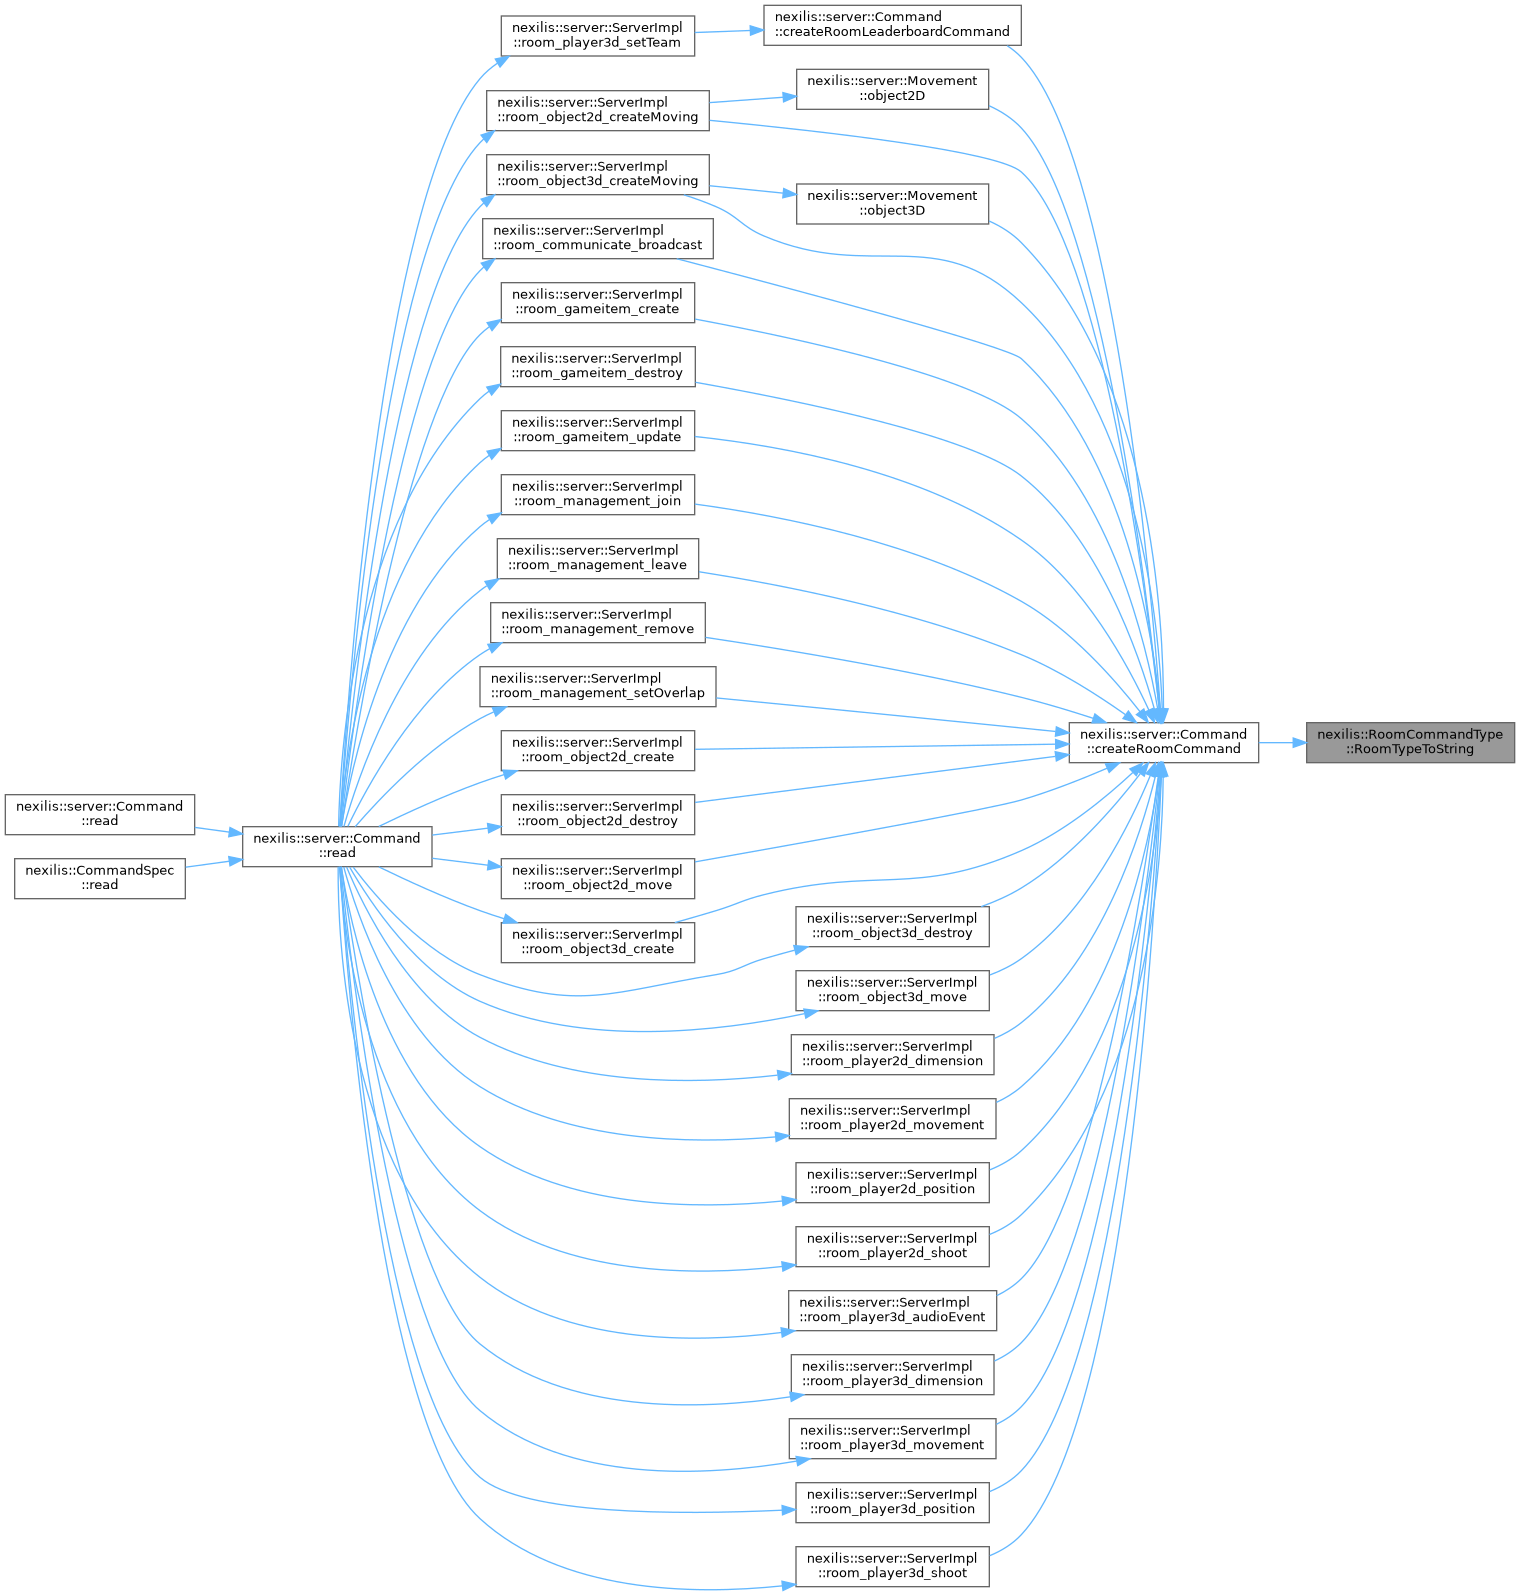 nexilis::server::ServerImpl
::room_player3d_setTeam
nexilis::server::Command
::createRoomLeaderboardCommand
nexilis::server::ServerImpl
::room_object2d_createMoving
nexilis::server::Movement
::object2D
nexilis::server::ServerImpl
::room_object3d_createMoving
nexilis::server::Movement
::object3D
nexilis::server::ServerImpl
::room_communicate_broadcast
nexilis::server::ServerImpl
::room_gameitem_create
nexilis::server::ServerImpl
::room_gameitem_destroy
nexilis::server::ServerImpl
::room_gameitem_update
nexilis::server::ServerImpl
::room_management_join
nexilis::server::ServerImpl
::room_management_leave
nexilis::server::ServerImpl
::room_management_remove
nexilis::server::ServerImpl
::room_management_setOverlap
nexilis::server::Command
::createRoomCommand
nexilis::RoomCommandType
::RoomTypeToString
nexilis::server::ServerImpl
::room_object2d_create
nexilis::server::Command
::read
nexilis::server::ServerImpl
::room_object2d_destroy
nexilis::server::Command
::read
nexilis::CommandSpec
::read
nexilis::server::ServerImpl
::room_object2d_move
nexilis::server::ServerImpl
::room_object3d_create
nexilis::server::ServerImpl
::room_object3d_destroy
nexilis::server::ServerImpl
::room_object3d_move
nexilis::server::ServerImpl
::room_player2d_dimension
nexilis::server::ServerImpl
::room_player2d_movement
nexilis::server::ServerImpl
::room_player2d_position
nexilis::server::ServerImpl
::room_player2d_shoot
nexilis::server::ServerImpl
::room_player3d_audioEvent
nexilis::server::ServerImpl
::room_player3d_dimension
nexilis::server::ServerImpl
::room_player3d_movement
nexilis::server::ServerImpl
::room_player3d_position
nexilis::server::ServerImpl
::room_player3d_shoot